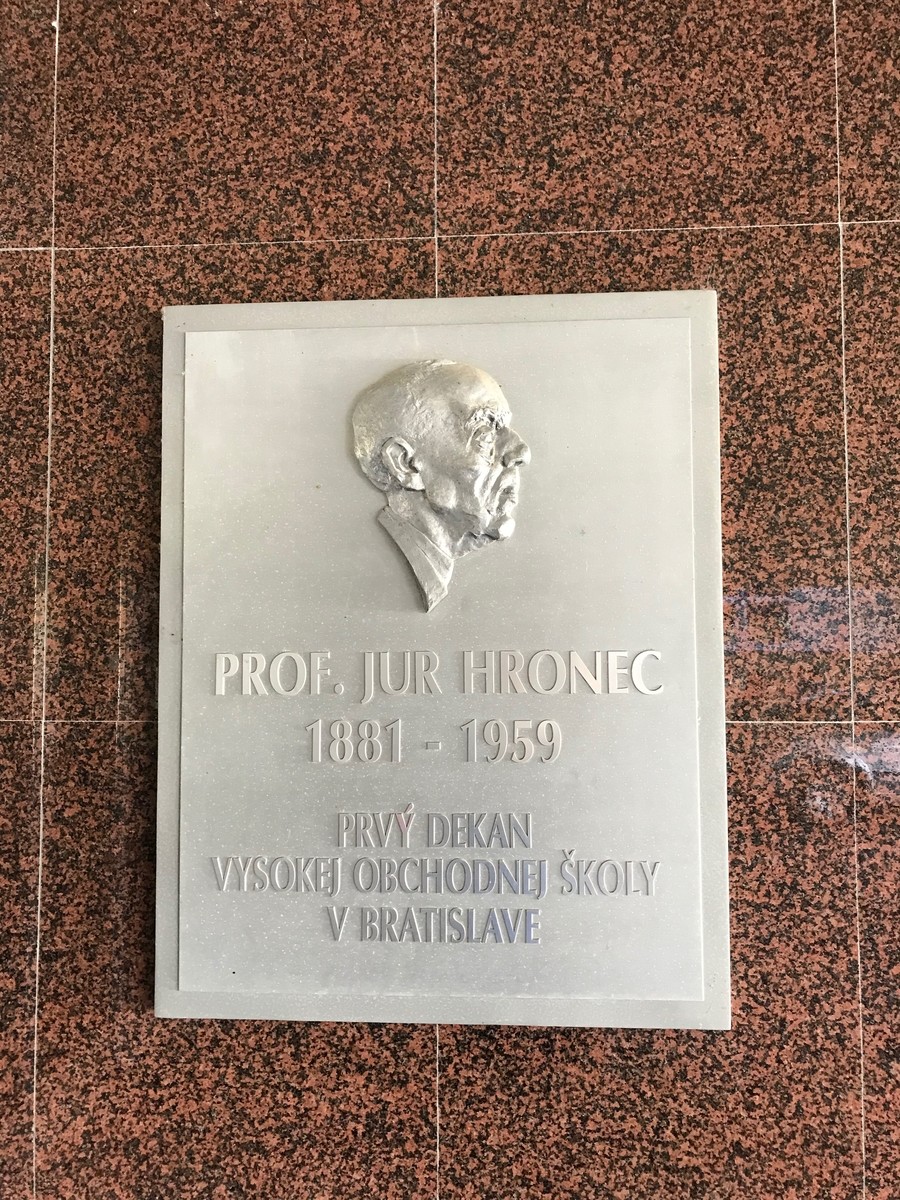 PROF. JUR HRONEC
1881 - 1959
PRVÝ DEKAN
VYSOKEJ OBCHODNEJ ŠKOLY
V BRATISLAVE